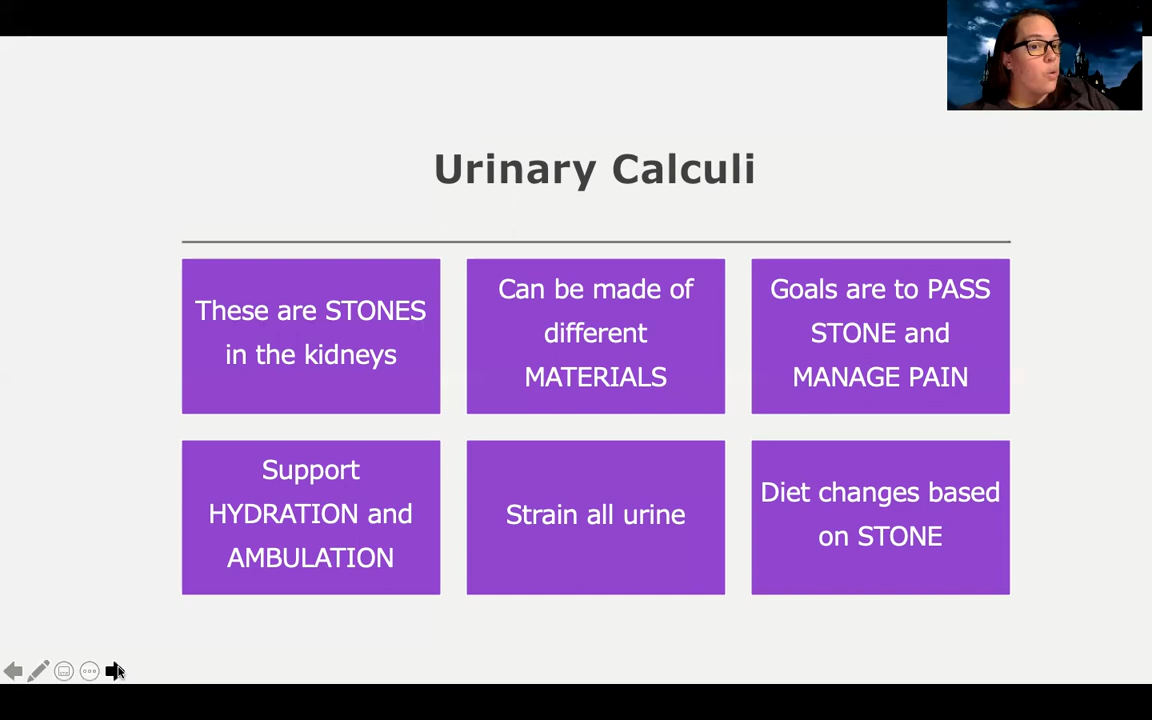 Urinary Calculi
These are STONES
in the kidneys
Can be made of
different
MATERIALS
Goals are to PASS
STONE and
MANAGE PAIN
Support
HYDRATION and
AMBULATION
Strain all urine
Diet changes based
on STONE